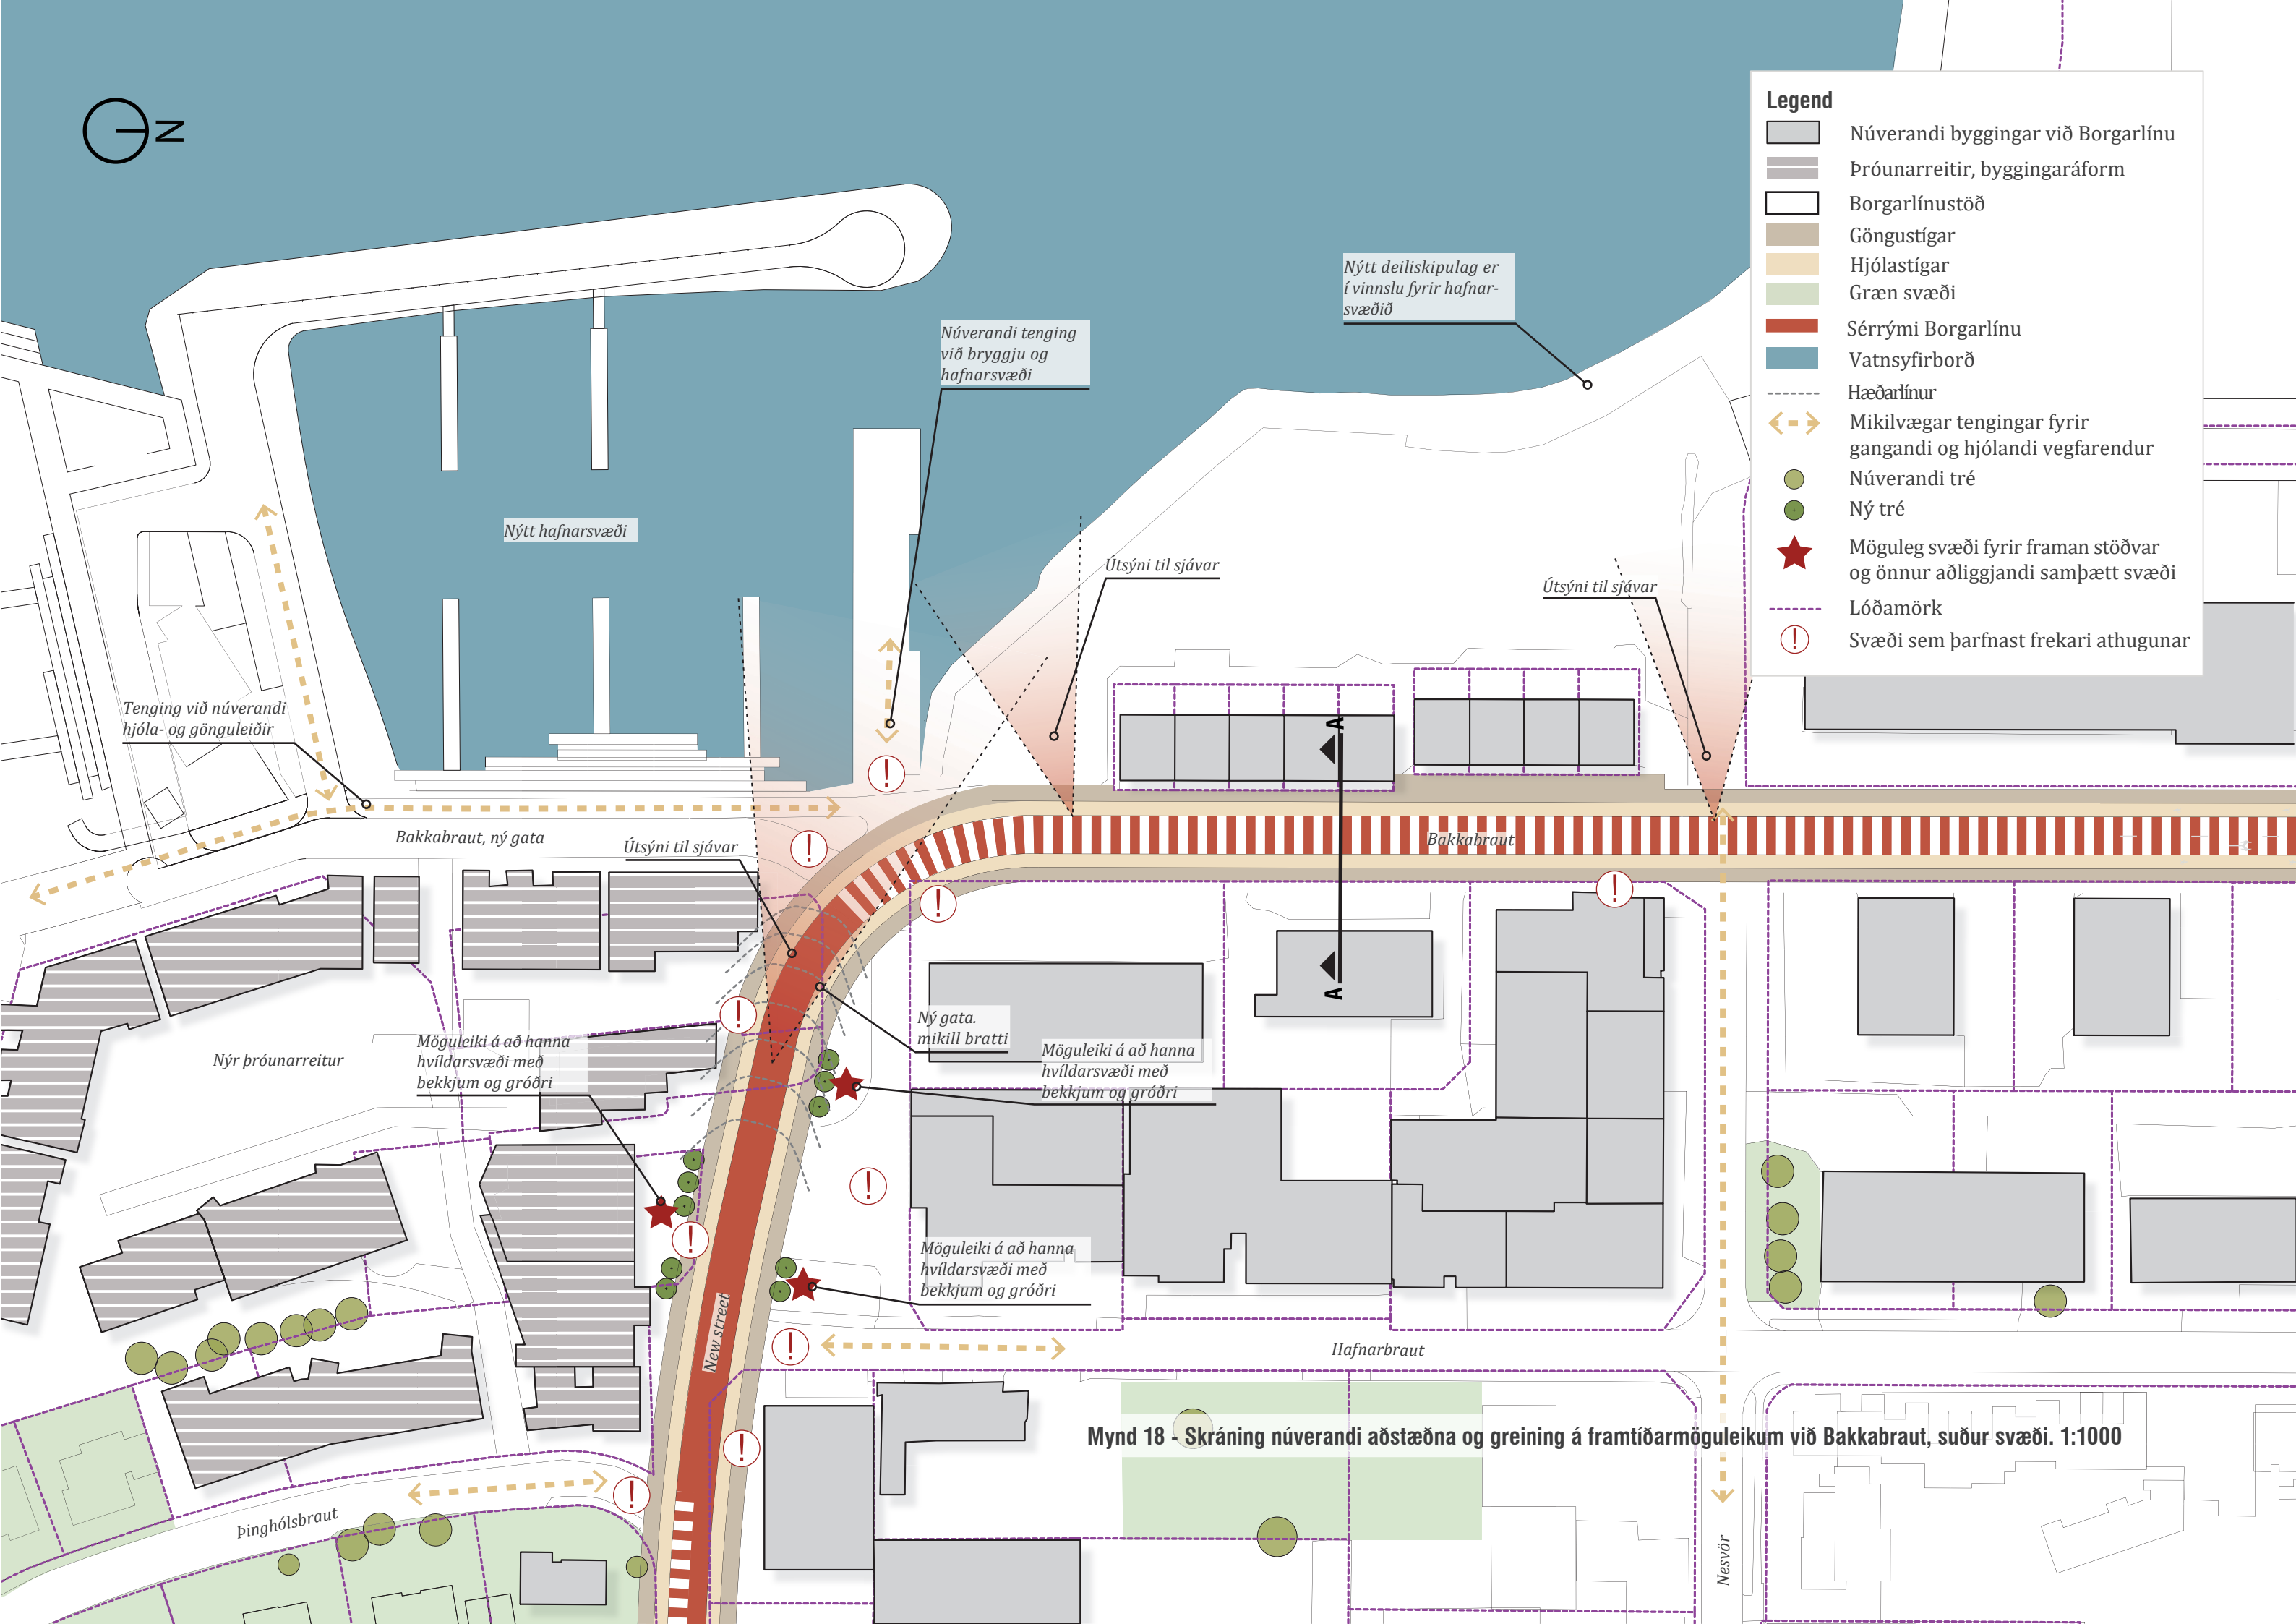 N
Legend
Núverandi byggingar við Borgarlínu
Þróunarreitir, byggingaráform
Borgarlínustöð
Göngustígar
Hjólastígar
Græn svæði
Sérrými Borgarlínu
Vatnsyfirborð
Hæðarlínur
Mikilvægar tengingar fyrir
gangandi og hjólandi vegfarendur
Núverandi tré
Ný tré
Möguleg svæði fyrir framan stöðvar
og önnur aðliggjandi samþætt svæði
Lóðamörk
! Svæði sem þarfnast frekari athugunar
Nýtt deiliskipulag er
í vinnslu fyrir hafnar-
svæðið
Núverandi tenging
við bryggju og
hafnarsvæði
Nýtt hafnarsvæði
Útsýni til sjávar
Útsýni til sjávar
Tenging við núverandi
hjóla- og gönguleiðir
Bakkabraut, ný gata
Útsýni til sjávar
Bakkabraut
A
A
Ný gata.
mikill bratti
Nýr þróunarreitur
Möguleiki á að hanna
hvíldarsvæði með
bekkjum og gróðri
Möguleiki á að hanna
hvíldarsvæði með
bekkjum og gróðri
Möguleiki á að hanna
hvíldarsvæði með
bekkjum og gróðri
New street
Hafnarbraut
Mynd 18 - Skráning núverandi aðstæðna og greining á framtíðarmöguleikum við Bakkabraut, suður svæði. 1:1000
Þinghólsbraut
Nesvör